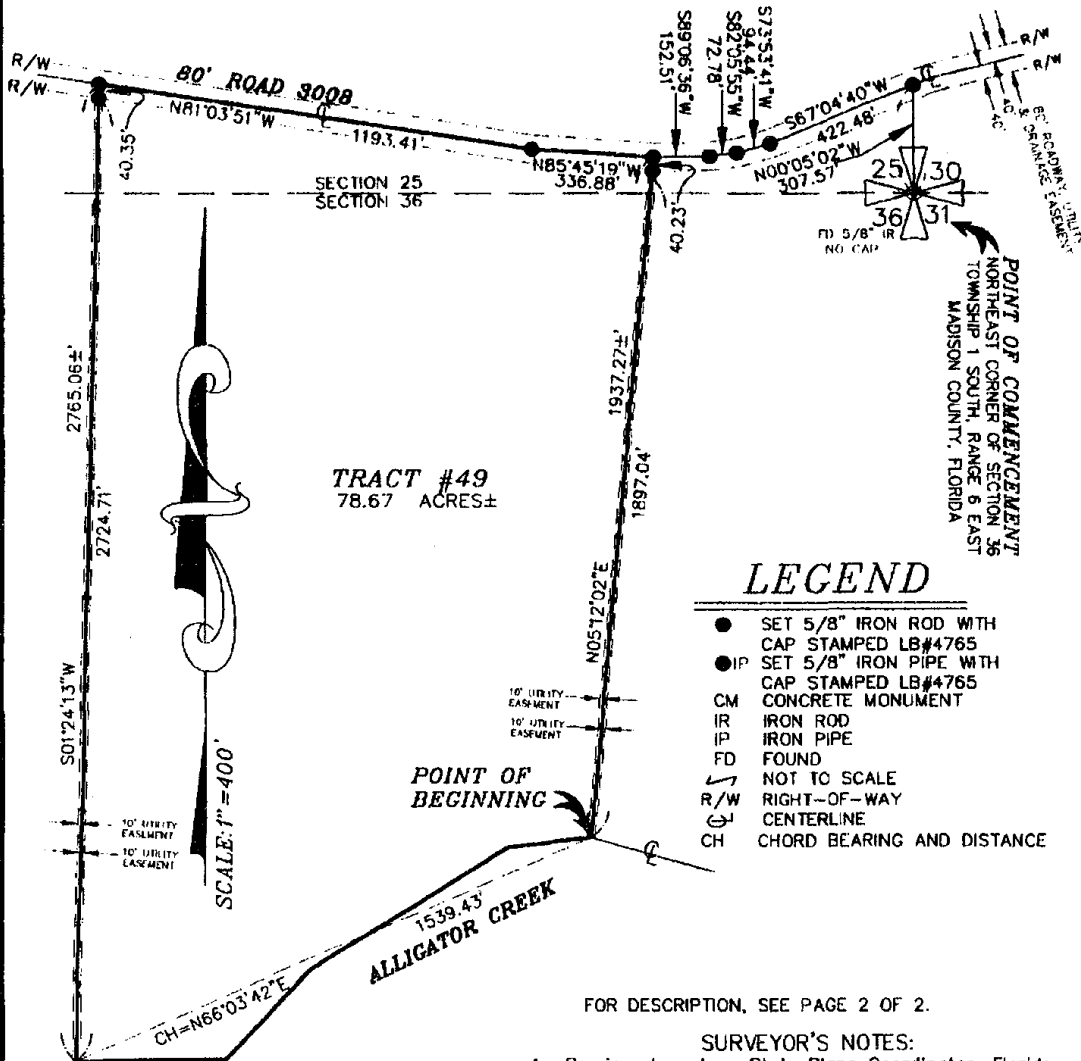 R/W
R/W
80' ROAD 3008
N81°03'51"W
1193.41'
40.35'
N85°45'19"W
336.88'
40.23'
S89°06'36"W
152.51'
S82°05'55"W
72.78'
S73°53'41"W
94.44'
S67°04'40"W
422.48'
N00°05'02"W
307.57'
R/W
R/W
40'
40'
80' ROADWAY, UTILITY
& DRAINAGE EASEMENT
SECTION 25
SECTION 36
25 30
36 31
FD 5/8" IR
NO CAP
POINT OF COMMENCEMENT
NORTHEAST CORNER OF SECTION 36
TOWNSHIP 1 SOUTH, RANGE 6 EAST
MADISON COUNTY, FLORIDA
2765.06±'
2724.71'
S01°24'13"W
SCALE: 1"=400'
TRACT #49
78.67 ACRES±
1937.27±'
1897.04'
N05°12'02"E
10' UTILITY
EASEMENT
10' UTILITY
EASEMENT
10' UTILITY
EASEMENT
10' UTILITY
EASEMENT
POINT OF
BEGINNING
1539.43'
ALLIGATOR CREEK
CH=N66°03'42"E
LEGEND
SET 5/8" IRON ROD WITH
CAP STAMPED LB#4765
IP SET 5/8" IRON PIPE WITH
CAP STAMPED LB#4765
CM CONCRETE MONUMENT
IR IRON ROD
IP IRON PIPE
FD FOUND
NOT TO SCALE
R/W RIGHT-OF-WAY
CENTERLINE
CH CHORD BEARING AND DISTANCE
FOR DESCRIPTION, SEE PAGE 2 OF 2.
SURVEYOR'S NOTES: